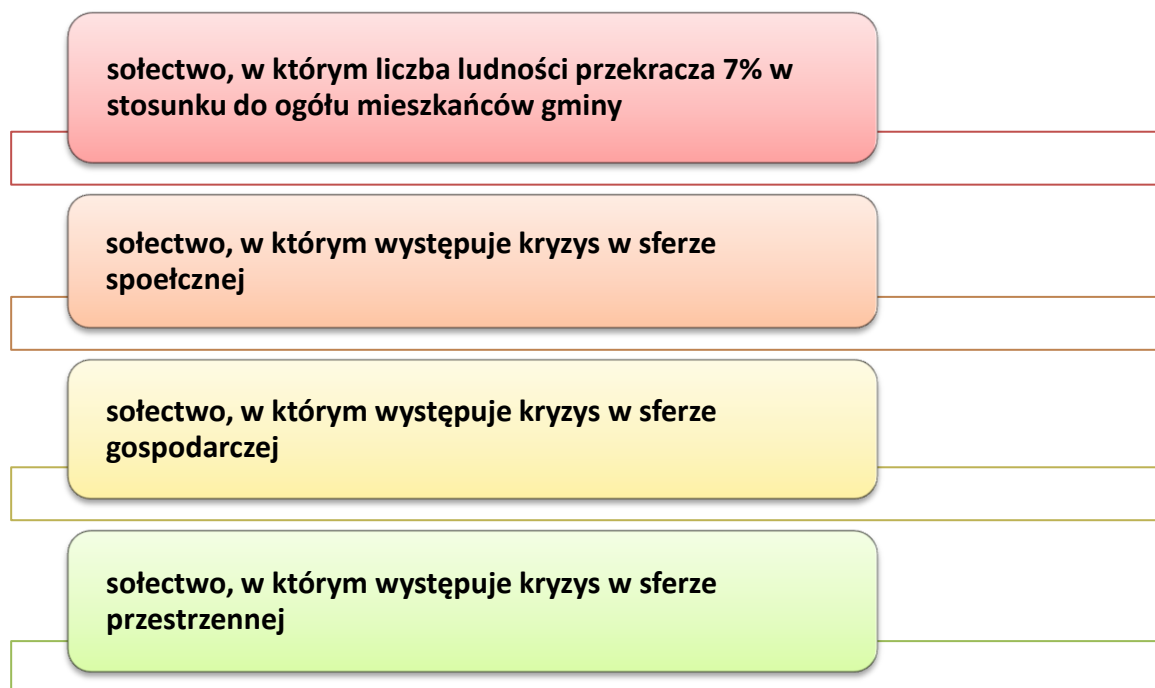 sołectwo, w którym liczba ludności przekracza 7% w
stosunku do ogółu mieszkańców gminy
sołectwo, w którym występuje kryzys w sferze
spoełcznej
sołectwo, w którym występuje kryzys w sferze
gospodarczej
sołectwo, w którym występuje kryzys w sferze
przestrzennej